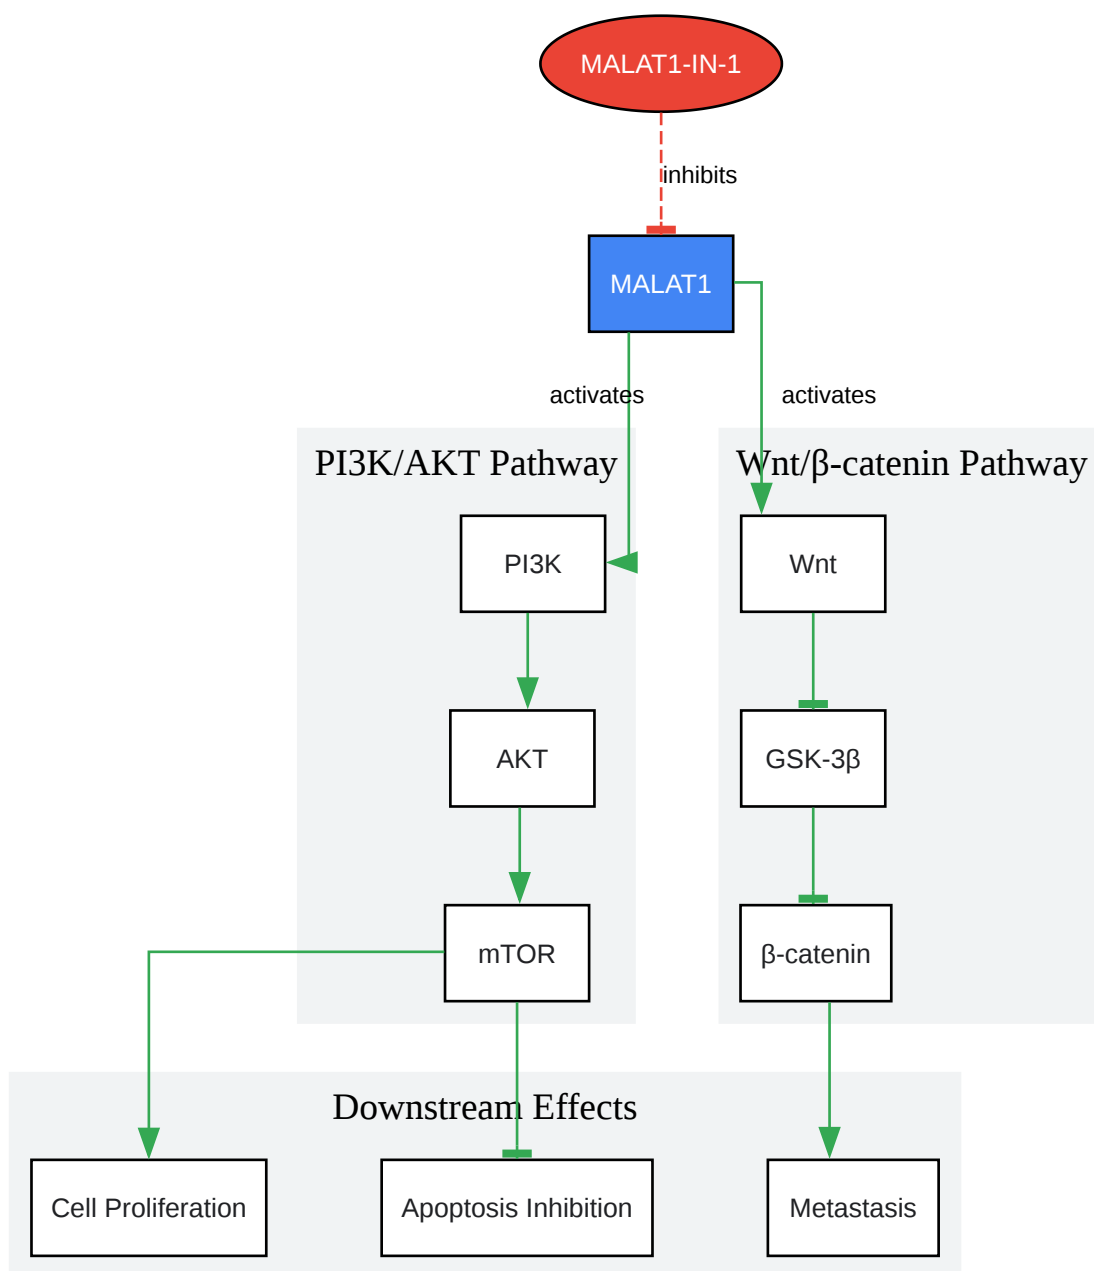 MALAT1-IN-1
inhibits
MALAT1
activates
activates
PI3K/AKT Pathway
Wnt/β-catenin Pathway
PI3K
Wnt
AKT
GSK-3β
mTOR
β-catenin
Downstream Effects
Cell Proliferation
Apoptosis Inhibition
Metastasis